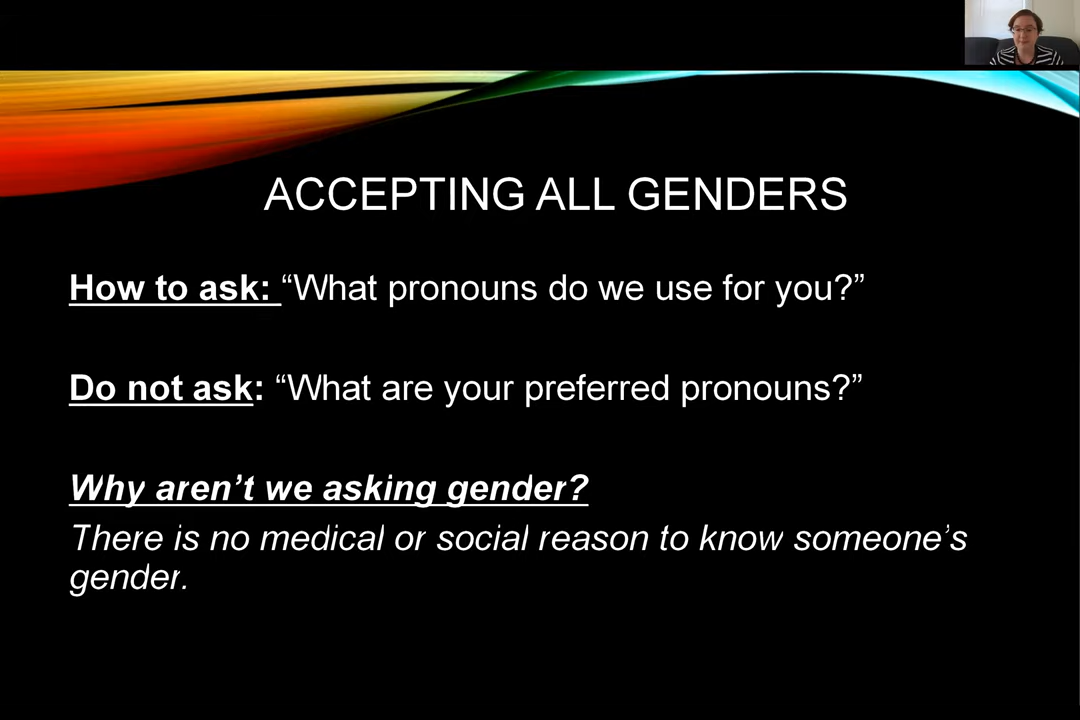 ACCEPTING ALL GENDERS
How to ask: “What pronouns do we use for you?”
Do not ask: “What are your preferred pronouns?”
Why aren’t we asking gender?
There is no medical or social reason to know someone’s
gender.